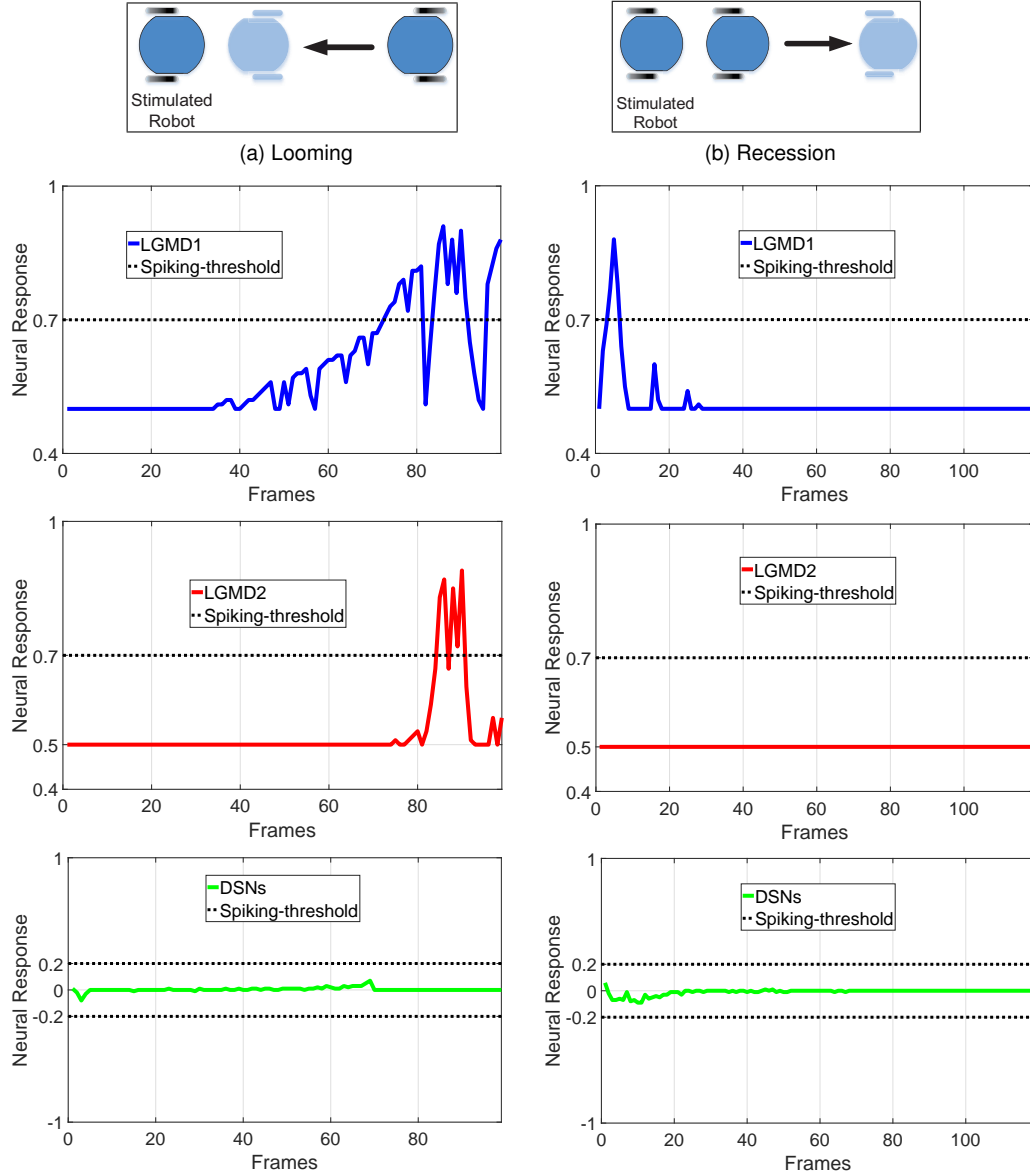 Stimulated
Robot
(a) Looming
Stimulated
Robot
(b) Recession
1
0.7
0.4
Neural Response
LGMD1
Spiking-threshold
0 20 40 60 80
Frames
1
0.7
0.4
Neural Response
LGMD1
Spiking-threshold
0 20 40 60 80 100
Frames
1
0.7
0.5
0.4
Neural Response
LGMD2
Spiking-threshold
0 20 40 60 80
Frames
1
0.7
0.5
0.4
Neural Response
LGMD2
Spiking-threshold
0 20 40 60 80 100
Frames
1
0.2
0
-0.2
-1
Neural Response
DSNs
Spiking-threshold
0 20 40 60 80
Frames
1
0.2
0
-0.2
-1
Neural Response
DSNs
Spiking-threshold
0 20 40 60 80 100
Frames